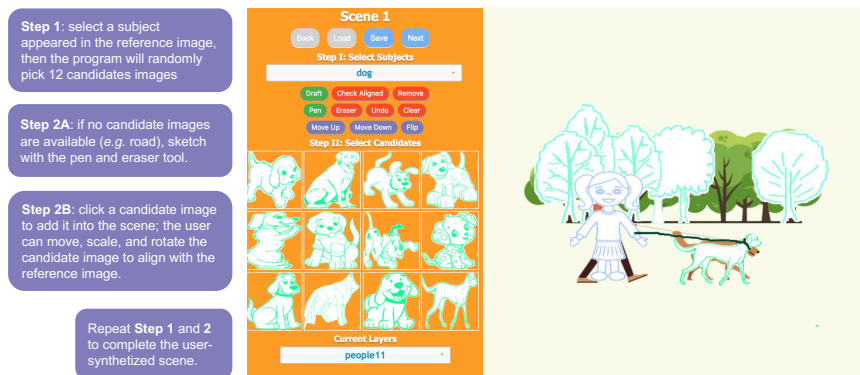 Step 1: select a subject
appeared in the reference image,
then the program will randomly
pick 12 candidates images
Step 2A: if no candidate images
are available (e.g. road), sketch
with the pen and eraser tool.
Step 2B: click a candidate image
to add it into the scene; the user
can move, scale, and rotate the
candidate image to align with the
reference image.
Repeat Step 1 and 2
to complete the user-
synthetized scene.
Scene 1
Back Load Save Next
Step I: Select Subjects
dog
Draft Check Aligned Remove
Pen Eraser Undo Clear
Move Up Move Down Flip
Step II: Select Candidates
Current Layers
people11